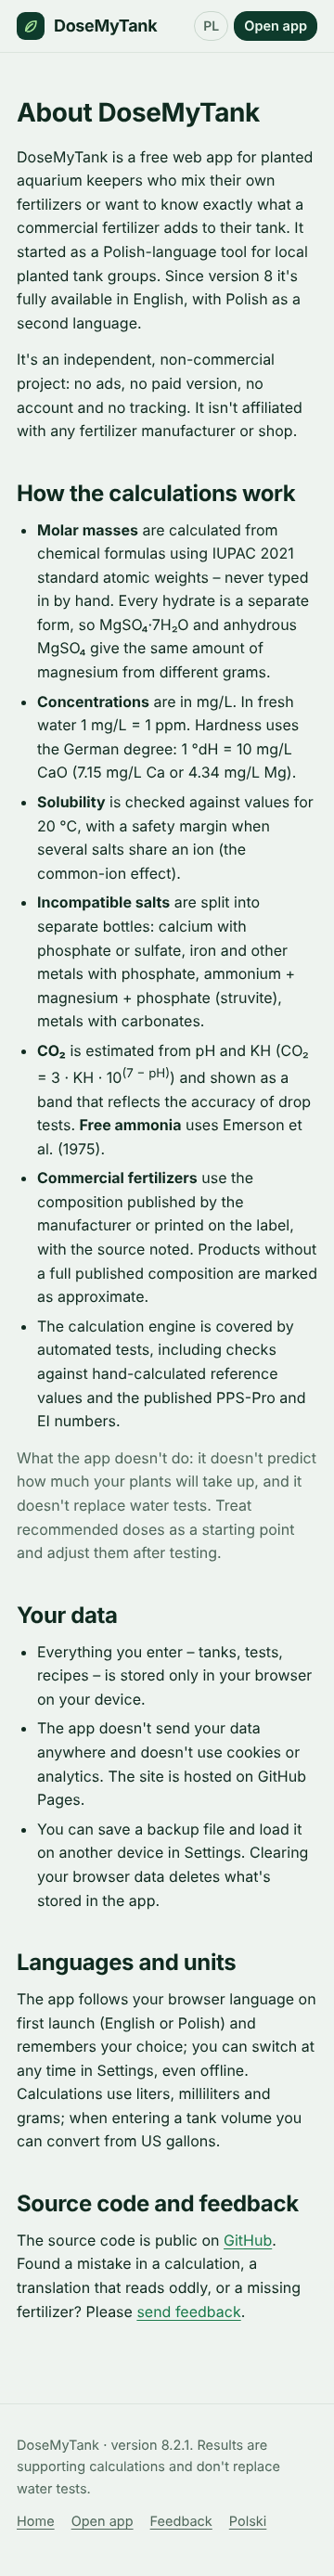 DoseMyTank
PL
Open app
About DoseMyTank
DoseMyTank is a free web app for planted
aquarium keepers who mix their own
fertilizers or want to know exactly what a
commercial fertilizer adds to their tank. It
started as a Polish-language tool for local
planted tank groups. Since version 8 it's
fully available in English, with Polish as a
second language.
It's an independent, non-commercial
project: no ads, no paid version, no
account and no tracking. It isn't affiliated
with any fertilizer manufacturer or shop.
How the calculations work
• Molar masses are calculated from
chemical formulas using IUPAC 2021
standard atomic weights – never typed
in by hand. Every hydrate is a separate
form, so MgSO₄·7H₂O and anhydrous
MgSO₄ give the same amount of
magnesium from different grams.
• Concentrations are in mg/L. In fresh
water 1 mg/L = 1 ppm. Hardness uses
the German degree: 1 °dH = 10 mg/L
CaO (7.15 mg/L Ca or 4.34 mg/L Mg).
• Solubility is checked against values for
20 °C, with a safety margin when
several salts share an ion (the
common-ion effect).
• Incompatible salts are split into
separate bottles: calcium with
phosphate or sulfate, iron and other
metals with phosphate, ammonium +
magnesium + phosphate (struvite),
metals with carbonates.
• CO₂ is estimated from pH and KH (CO₂
= 3 · KH · 10^(7 − pH)) and shown as a
band that reflects the accuracy of drop
tests. Free ammonia uses Emerson et
al. (1975).
• Commercial fertilizers use the
composition published by the
manufacturer or printed on the label,
with the source noted. Products without
a full published composition are marked
as approximate.
• The calculation engine is covered by
automated tests, including checks
against hand-calculated reference
values and the published PPS-Pro and
EI numbers.
What the app doesn't do: it doesn't predict
how much your plants will take up, and it
doesn't replace water tests. Treat
recommended doses as a starting point
and adjust them after testing.
Your data
• Everything you enter – tanks, tests,
recipes – is stored only in your browser
on your device.
• The app doesn't send your data
anywhere and doesn't use cookies or
analytics. The site is hosted on GitHub
Pages.
• You can save a backup file and load it
on another device in Settings. Clearing
your browser data deletes what's
stored in the app.
Languages and units
The app follows your browser language on
first launch (English or Polish) and
remembers your choice; you can switch at
any time in Settings, even offline.
Calculations use liters, milliliters and
grams; when entering a tank volume you
can convert from US gallons.
Source code and feedback
The source code is public on GitHub.
Found a mistake in a calculation, a
translation that reads oddly, or a missing
fertilizer? Please send feedback.
DoseMyTank · version 8.2.1. Results are
supporting calculations and don't replace
water tests.
Home Open app Feedback Polski